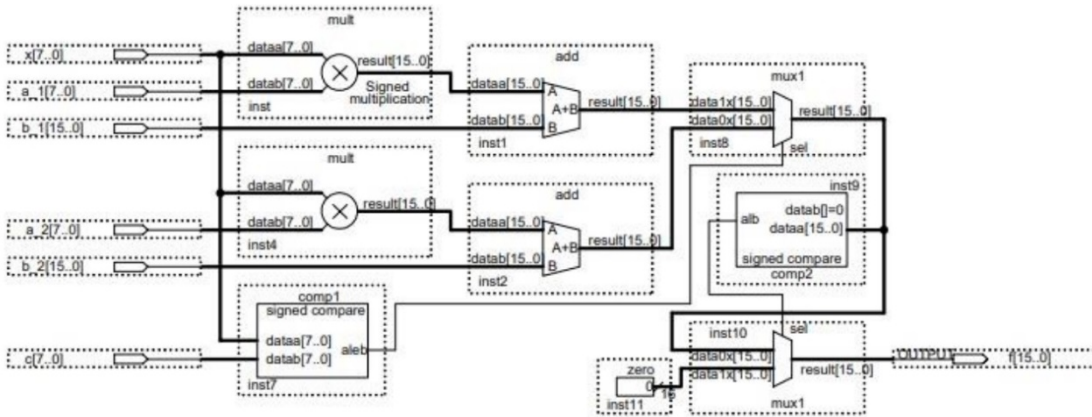 mult
x[7..0]
dataa[7..0]
result[15..0]
Signed
multiplication
a_1[7..0]
datab[7..0]
inst
b_1[15..0]
add
dataa[15..0]
A
A+B
result[15..0]
datab[15..0]
B
inst1
mux1
data1x[15..0]
result[15..0]
data0x[15..0]
inst8
sel
mult
dataa[7..0]
result[15..0]
a_2[7..0]
datab[7..0]
inst4
b_2[15..0]
add
dataa[15..0]
A
A+B
result[15..0]
datab[15..0]
B
inst2
inst9
alb
datab[]=0
dataa[15..0]
signed compare
comp2
comp1
signed compare
dataa[7..0]
aleb
datab[7..0]
inst7
c[7..0]
inst10
sel
data0x[15..0]
data1x[15..0]
result[15..0]
mux1
zero
0
16
inst11
OUTPUT
f[15..0]